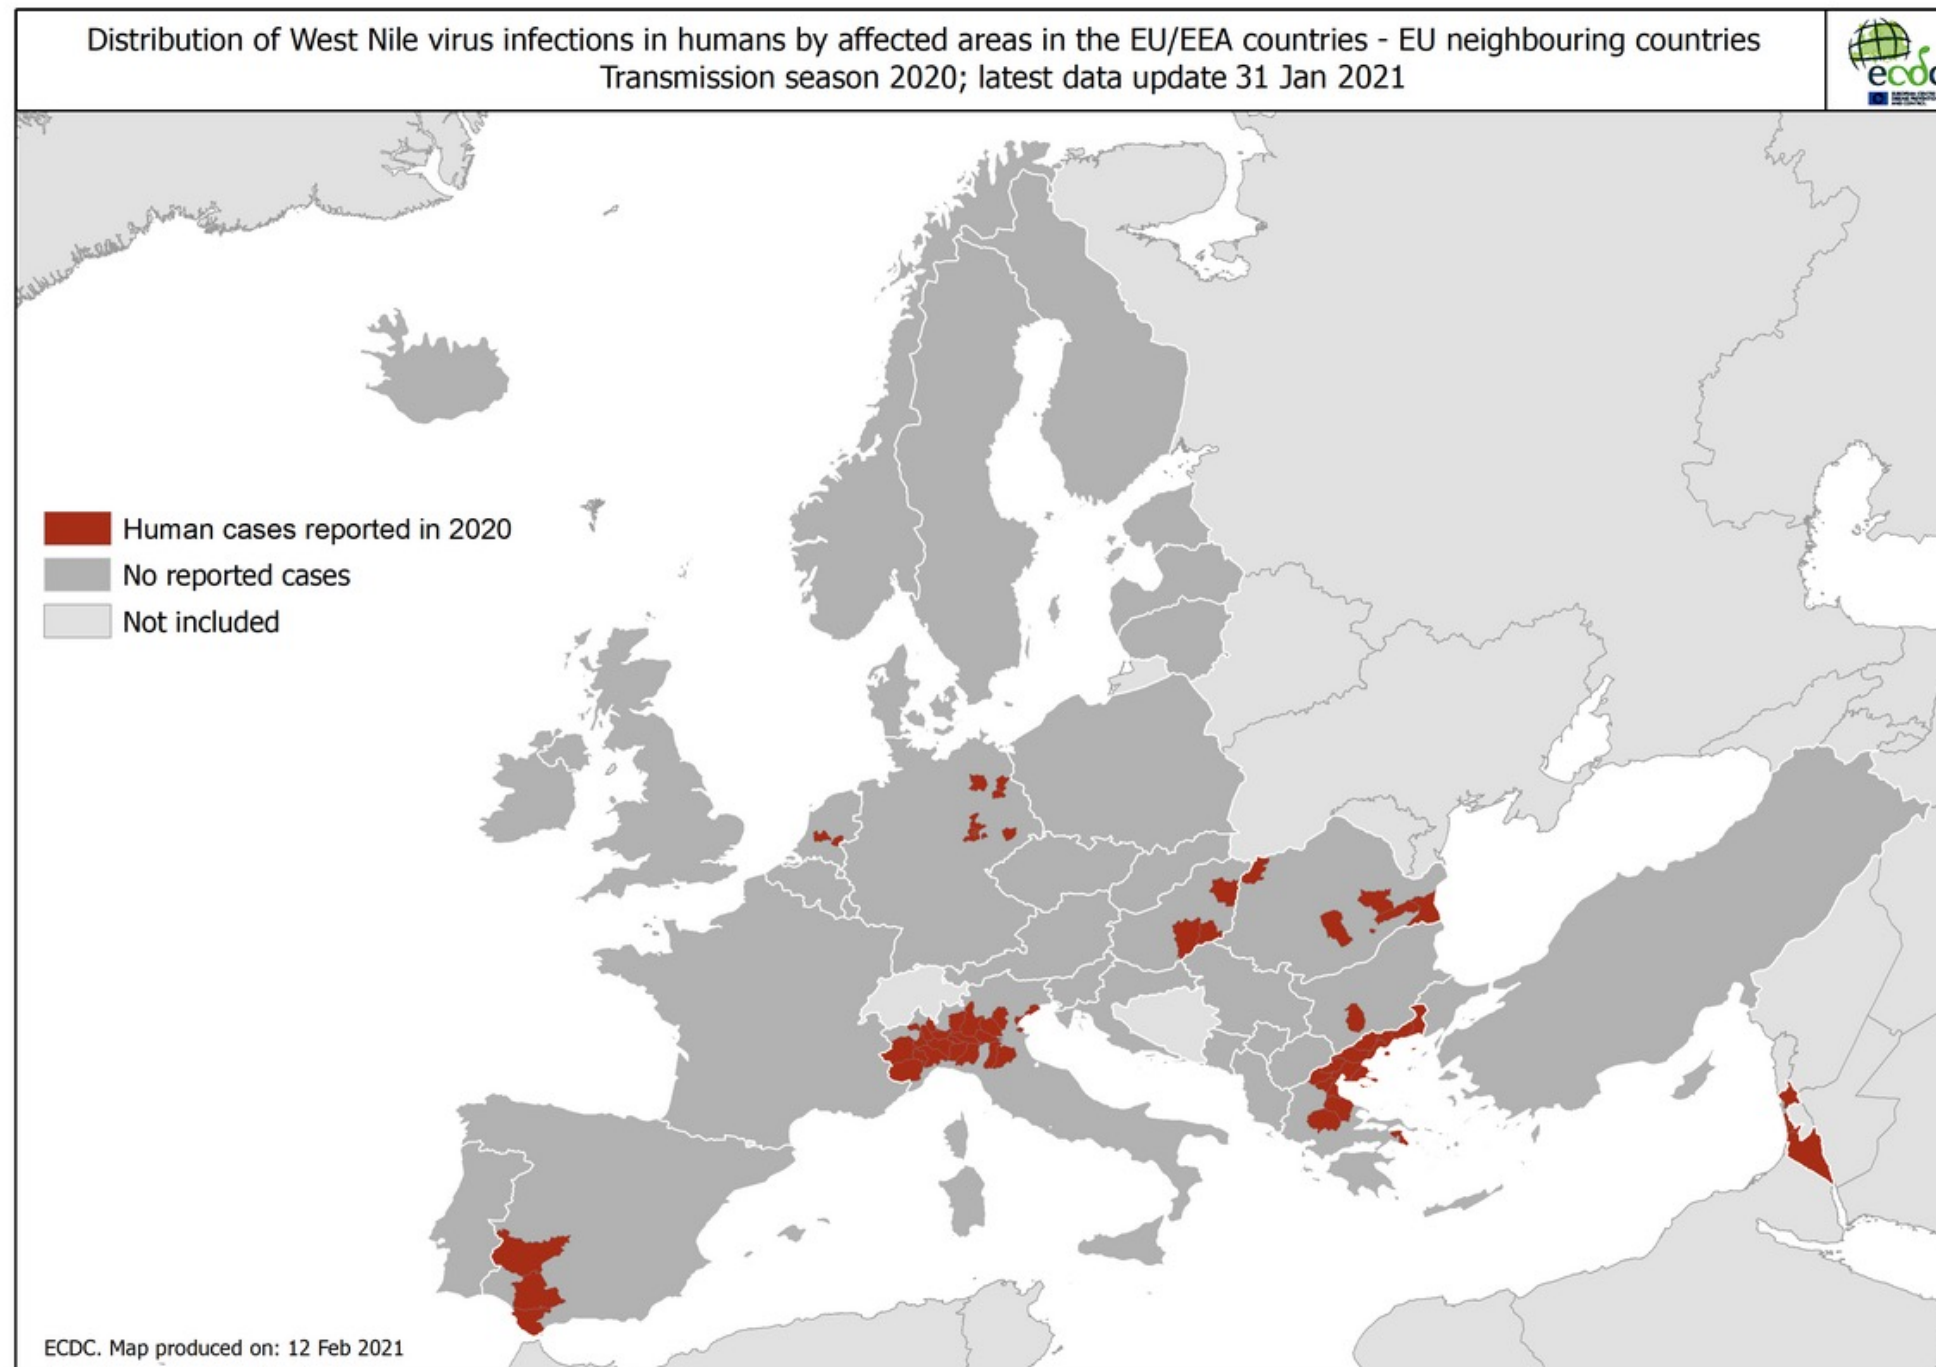 Distribution of West Nile virus infections in humans by affected areas in the EU/EEA countries - EU neighbouring countries
Transmission season 2020; latest data update 31 Jan 2021
Human cases reported in 2020
No reported cases
Not included
ECDC. Map produced on: 12 Feb 2021